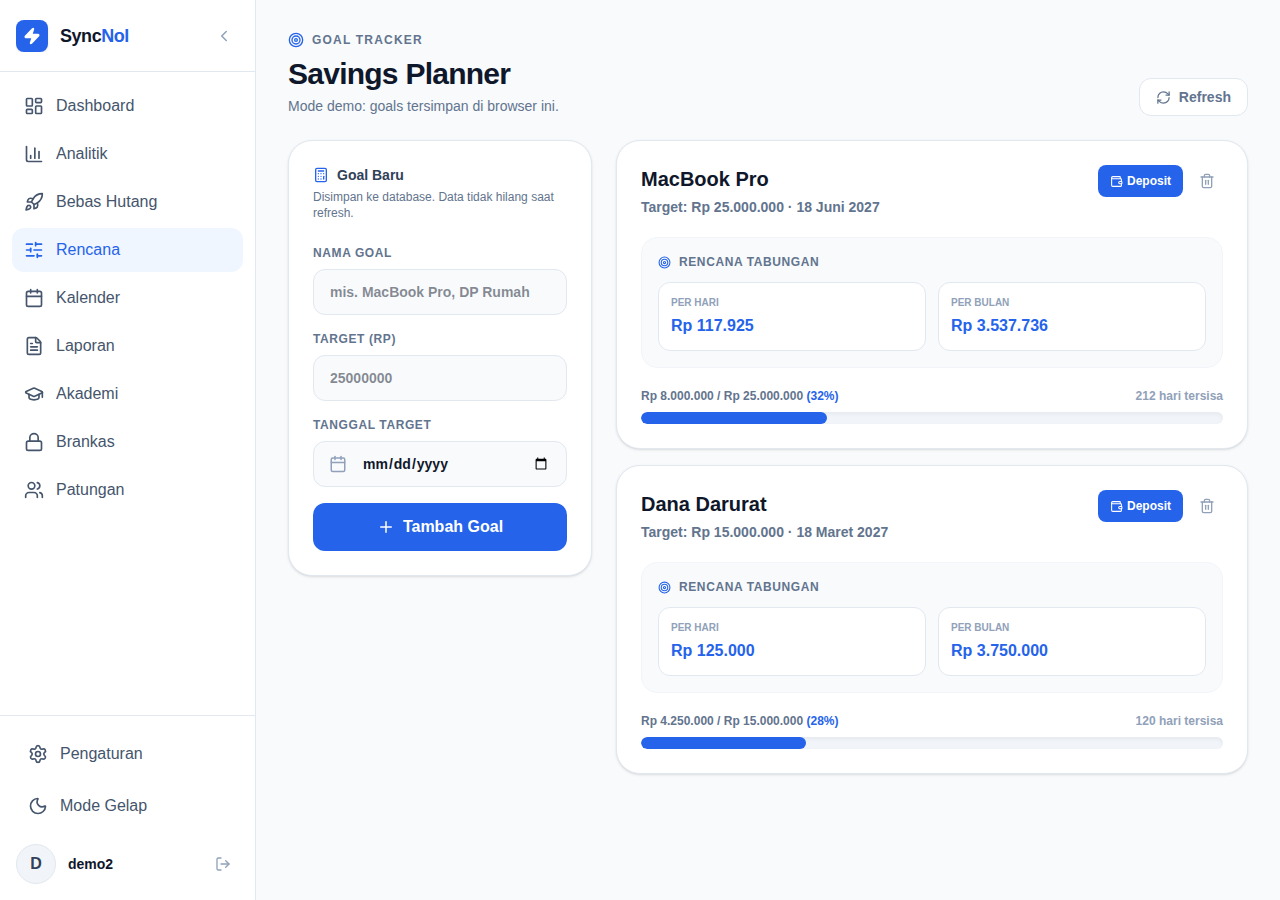 SyncNol
Dashboard
Analitik
Bebas Hutang
Rencana
Kalender
Laporan
Akademi
Brankas
Patungan
Pengaturan
Mode Gelap
D
demo2
GOAL TRACKER
Savings Planner
Mode demo: goals tersimpan di browser ini.
Refresh
Goal Baru
Disimpan ke database. Data tidak hilang saat
refresh.
NAMA GOAL
mis. MacBook Pro, DP Rumah
TARGET (RP)
25000000
TANGGAL TARGET
mm/dd/yyyy
Tambah Goal
MacBook Pro
Deposit
Target: Rp 25.000.000 · 18 Juni 2027
RENCANA TABUNGAN
PER HARI
Rp 117.925
PER BULAN
Rp 3.537.736
Rp 8.000.000 / Rp 25.000.000 (32%)
212 hari tersisa
Dana Darurat
Deposit
Target: Rp 15.000.000 · 18 Maret 2027
RENCANA TABUNGAN
PER HARI
Rp 125.000
PER BULAN
Rp 3.750.000
Rp 4.250.000 / Rp 15.000.000 (28%)
120 hari tersisa